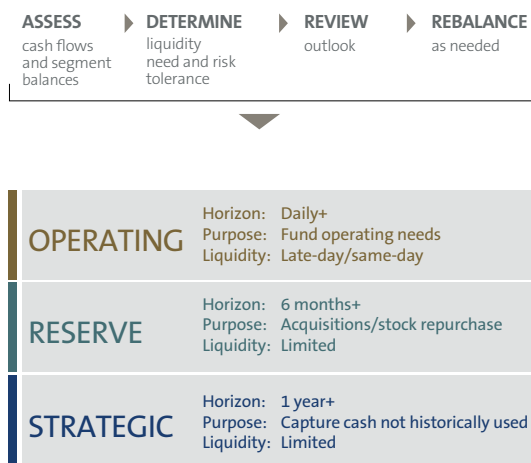 ASSESS
cash flows
and segment
balances
DETERMINE
liquidity
need and risk
tolerance
REVIEW
outlook
REBALANCE
as needed
OPERATING
Horizon: Daily+
Purpose: Fund operating needs
Liquidity: Late-day/same-day
RESERVE
Horizon: 6 months+
Purpose: Acquisitions/stock repurchase
Liquidity: Limited
STRATEGIC
Horizon: 1 year+
Purpose: Capture cash not historically used
Liquidity: Limited